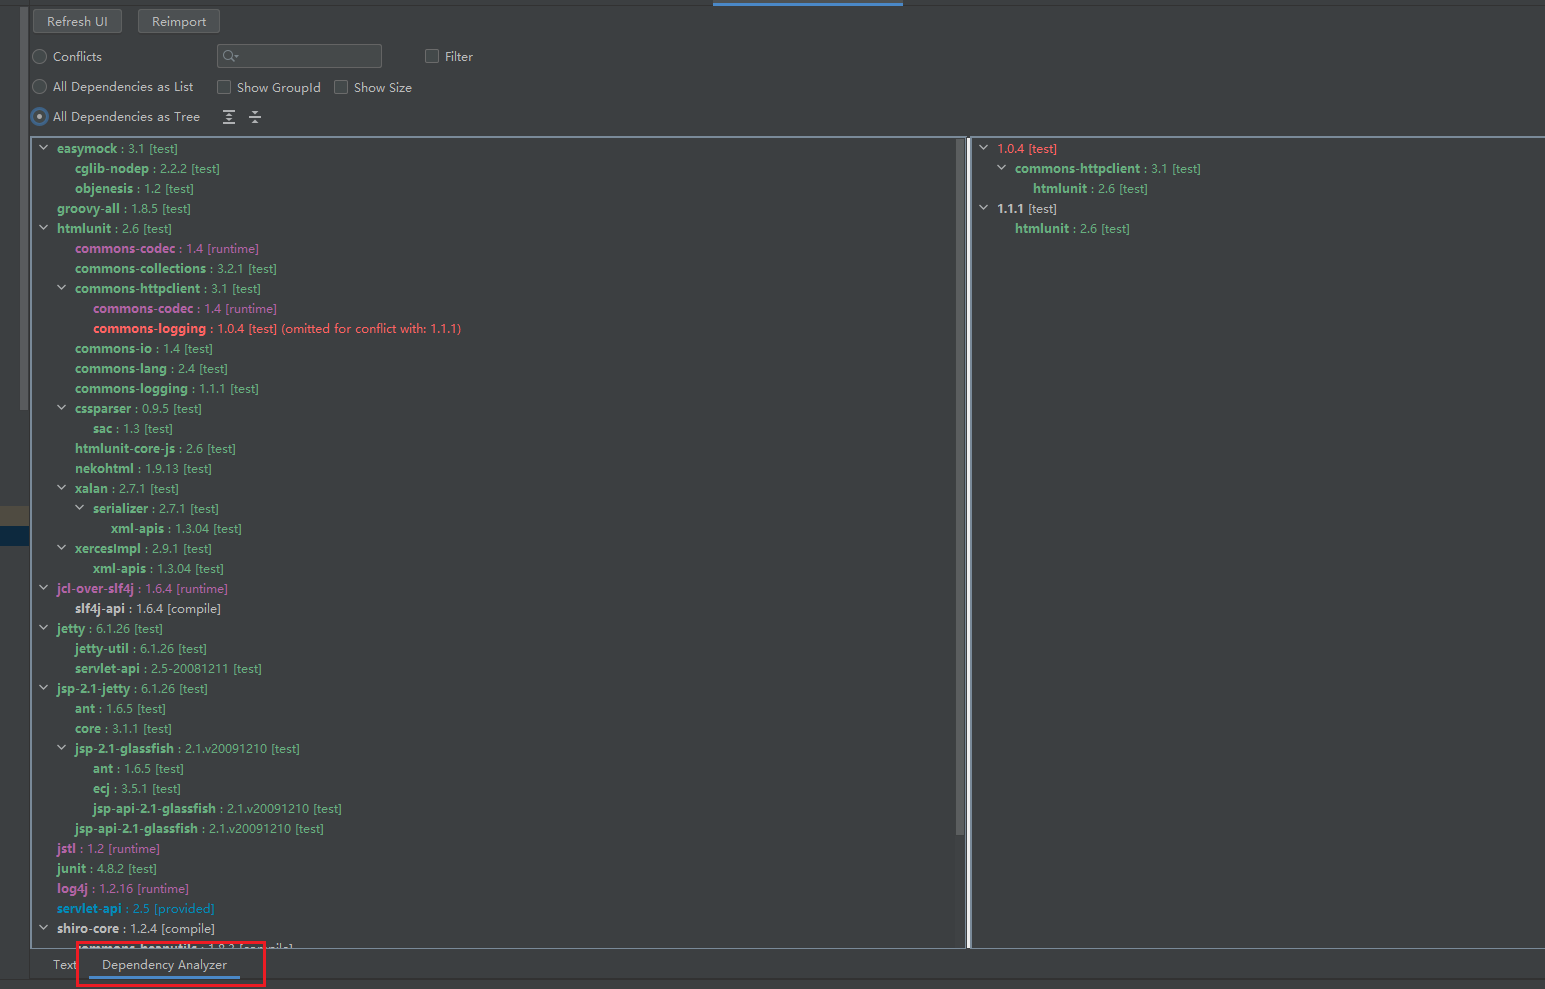 Refresh UI
Reimport
Conflicts
Filter
All Dependencies as List
Show GroupId
Show Size
All Dependencies as Tree
easymock : 3.1 [test]
cglib-nodep : 2.2.2 [test]
objenesis : 1.2 [test]
groovy-all : 1.8.5 [test]
htmlunit : 2.6 [test]
commons-codec : 1.4 [runtime]
commons-collections : 3.2.1 [test]
commons-httpclient : 3.1 [test]
commons-codec : 1.4 [runtime]
commons-logging : 1.0.4 [test] (omitted for conflict with: 1.1.1)
commons-io : 1.4 [test]
commons-lang : 2.4 [test]
commons-logging : 1.1.1 [test]
cssparser : 0.9.5 [test]
sac : 1.3 [test]
htmlunit-core-js : 2.6 [test]
nekohtml : 1.9.13 [test]
xalan : 2.7.1 [test]
serializer : 2.7.1 [test]
xml-apis : 1.3.04 [test]
xercesImpl : 2.9.1 [test]
xml-apis : 1.3.04 [test]
jcl-over-slf4j : 1.6.4 [runtime]
slf4j-api : 1.6.4 [compile]
jetty : 6.1.26 [test]
jetty-util : 6.1.26 [test]
servlet-api : 2.5-20081211 [test]
jsp-2.1-jetty : 6.1.26 [test]
ant : 1.6.5 [test]
core : 3.1.1 [test]
jsp-2.1-glassfish : 2.1.v20091210 [test]
ant : 1.6.5 [test]
ecj : 3.5.1 [test]
jsp-api-2.1-glassfish : 2.1.v20091210 [test]
jsp-api-2.1-glassfish : 2.1.v20091210 [test]
jstl : 1.2 [runtime]
junit : 4.8.2 [test]
log4j : 1.2.16 [runtime]
servlet-api : 2.5 [provided]
shiro-core : 1.2.4 [compile]
commons-beanutils : 1.8.3 [compile]
1.0.4 [test]
commons-httpclient : 3.1 [test]
htmlunit : 2.6 [test]
1.1.1 [test]
htmlunit : 2.6 [test]
Text
Dependency Analyzer